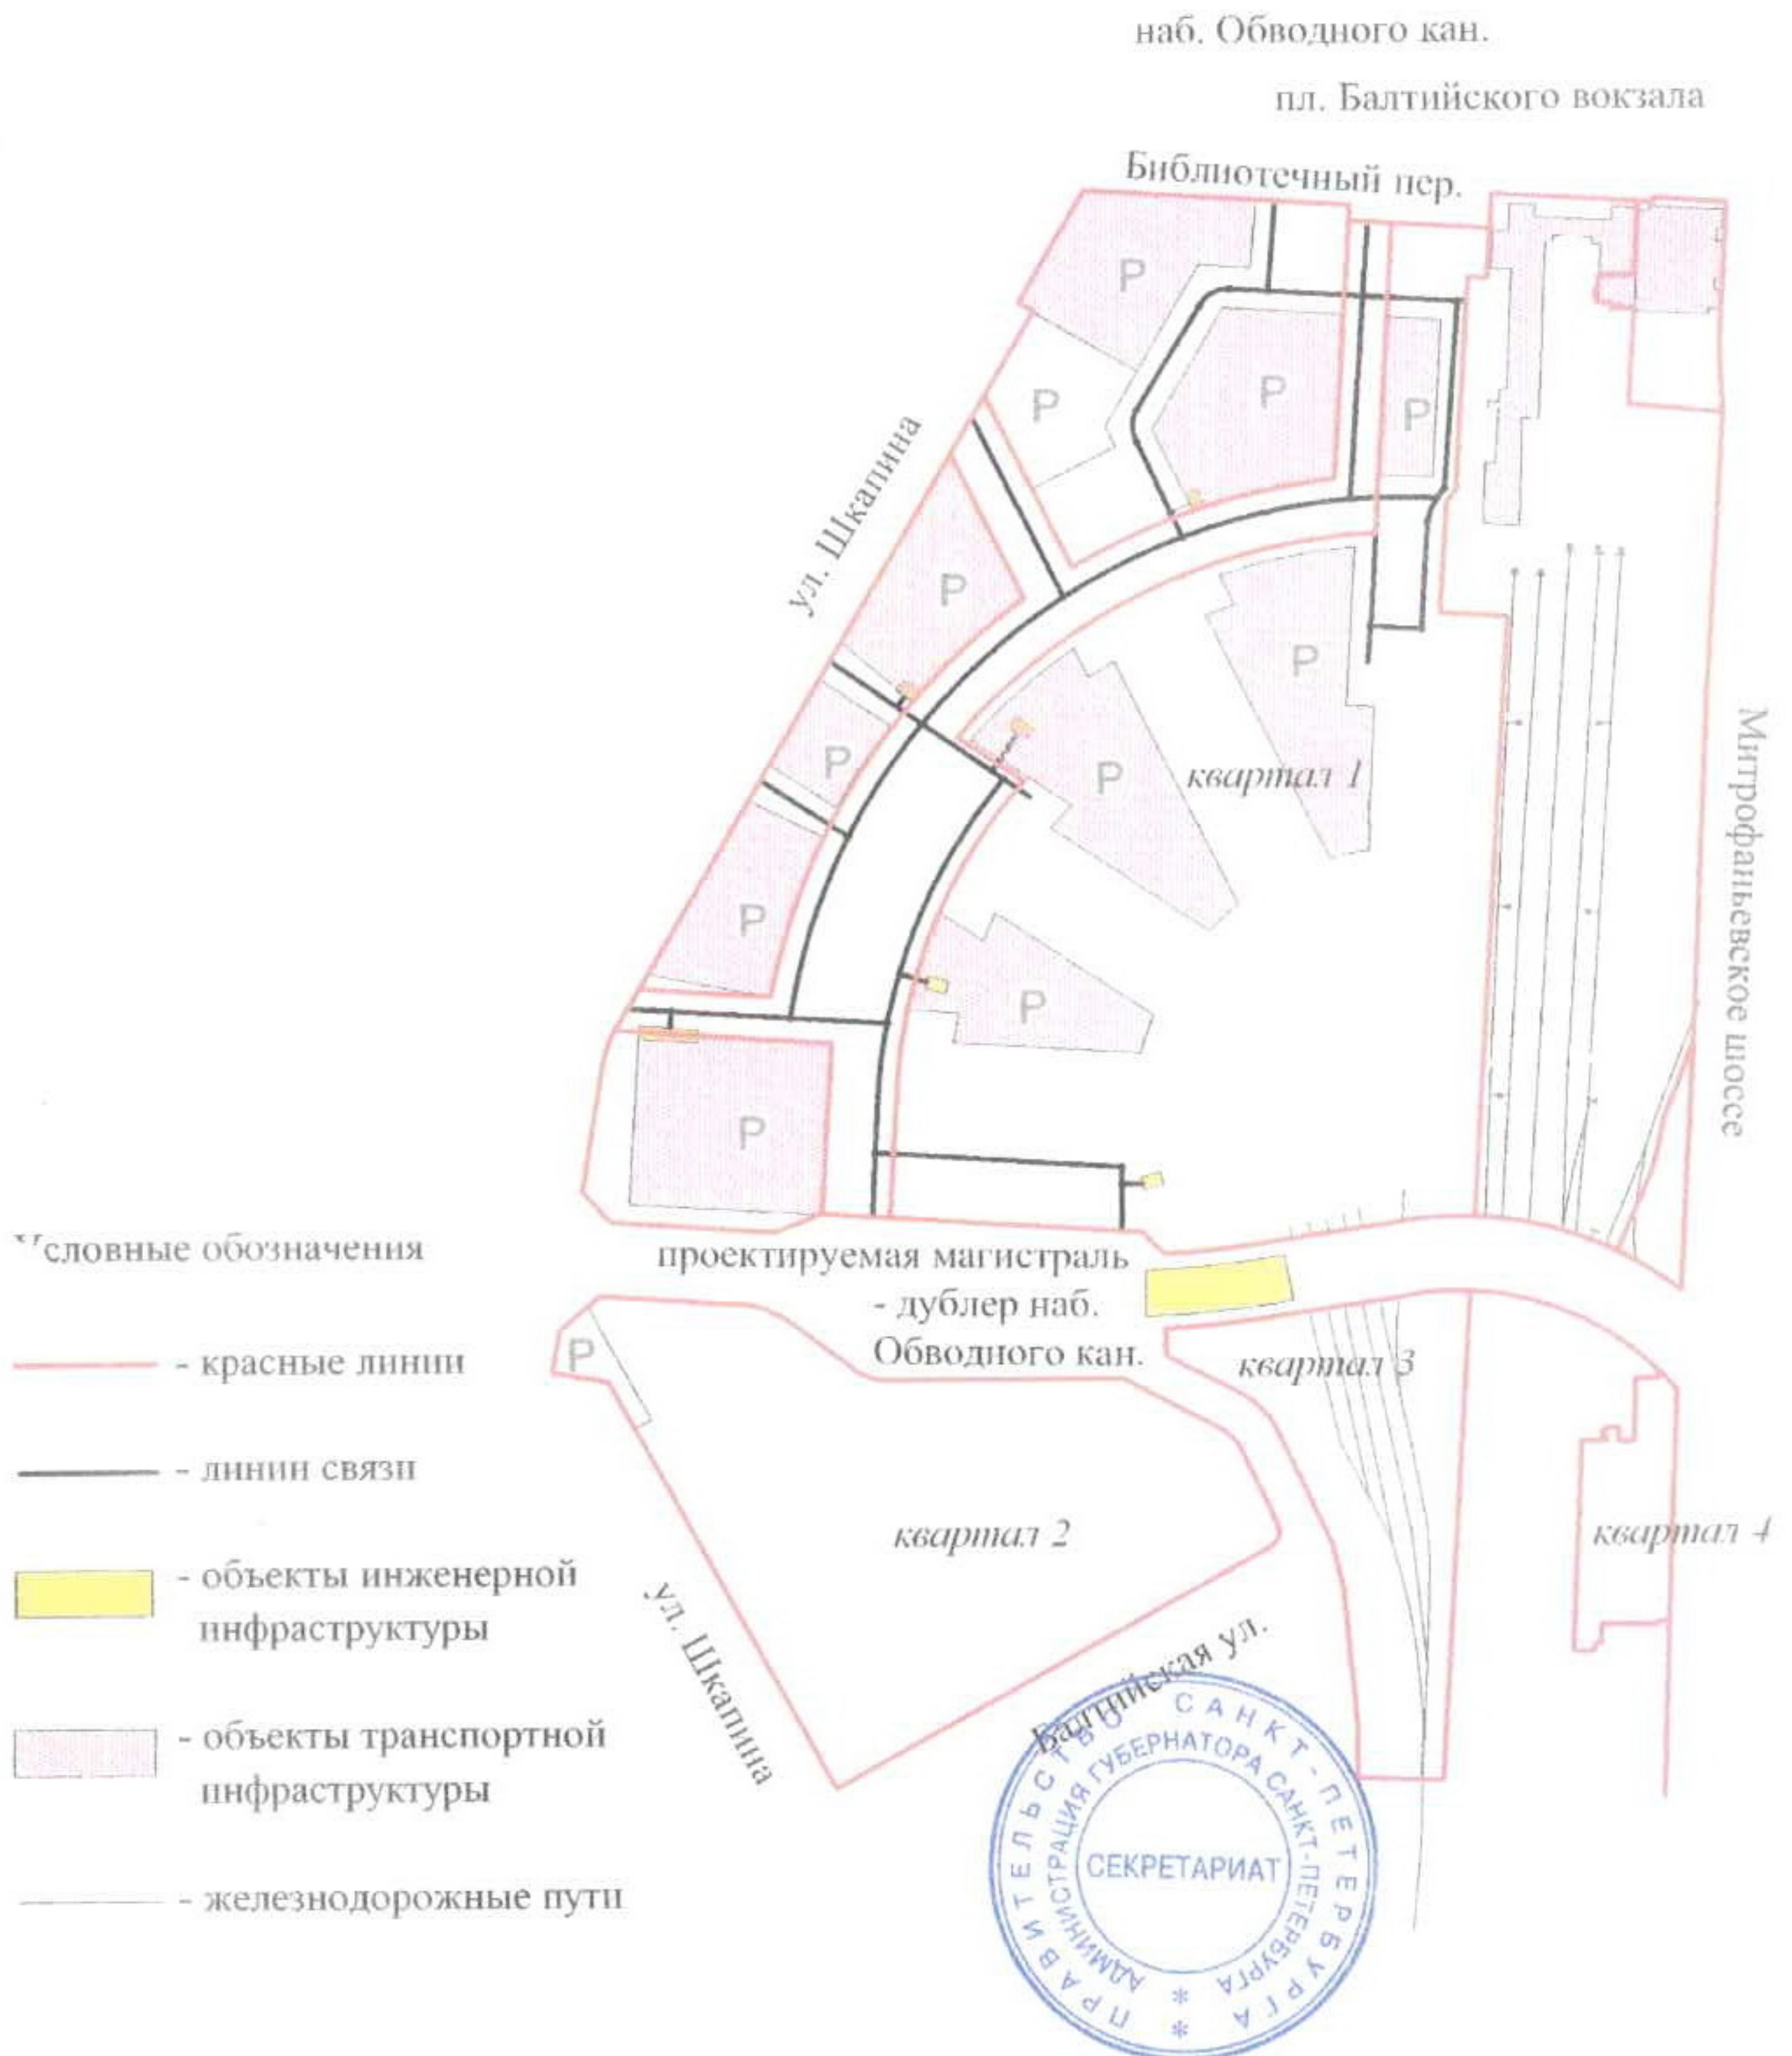 наб. Обводного кан.
пл. Балтийского вокзала
Библиотечный пер.
P
P
P
P
ул. Шкапина
P
P
P
P
квартал 1
Митрофаньевское шоссе
P
P
P
словные обозначения
проектируемая магистраль
- дублер наб.
Обводного кан.
P
- красные линии
квартал 3
- линии связи
квартал 2
квартал 4
- объекты инженерной
инфраструктуры
ул. Шкапина
Балтийская ул.
- объекты транспортной
инфраструктуры
- железнодорожные пути
ПРАВИТЕЛЬСТВО САНКТ-ПЕТЕРБУРГА
АДМИНИСТРАЦИЯ ГУБЕРНАТОРА САНКТ-ПЕТЕРБУРГА
СЕКРЕТАРИАТ